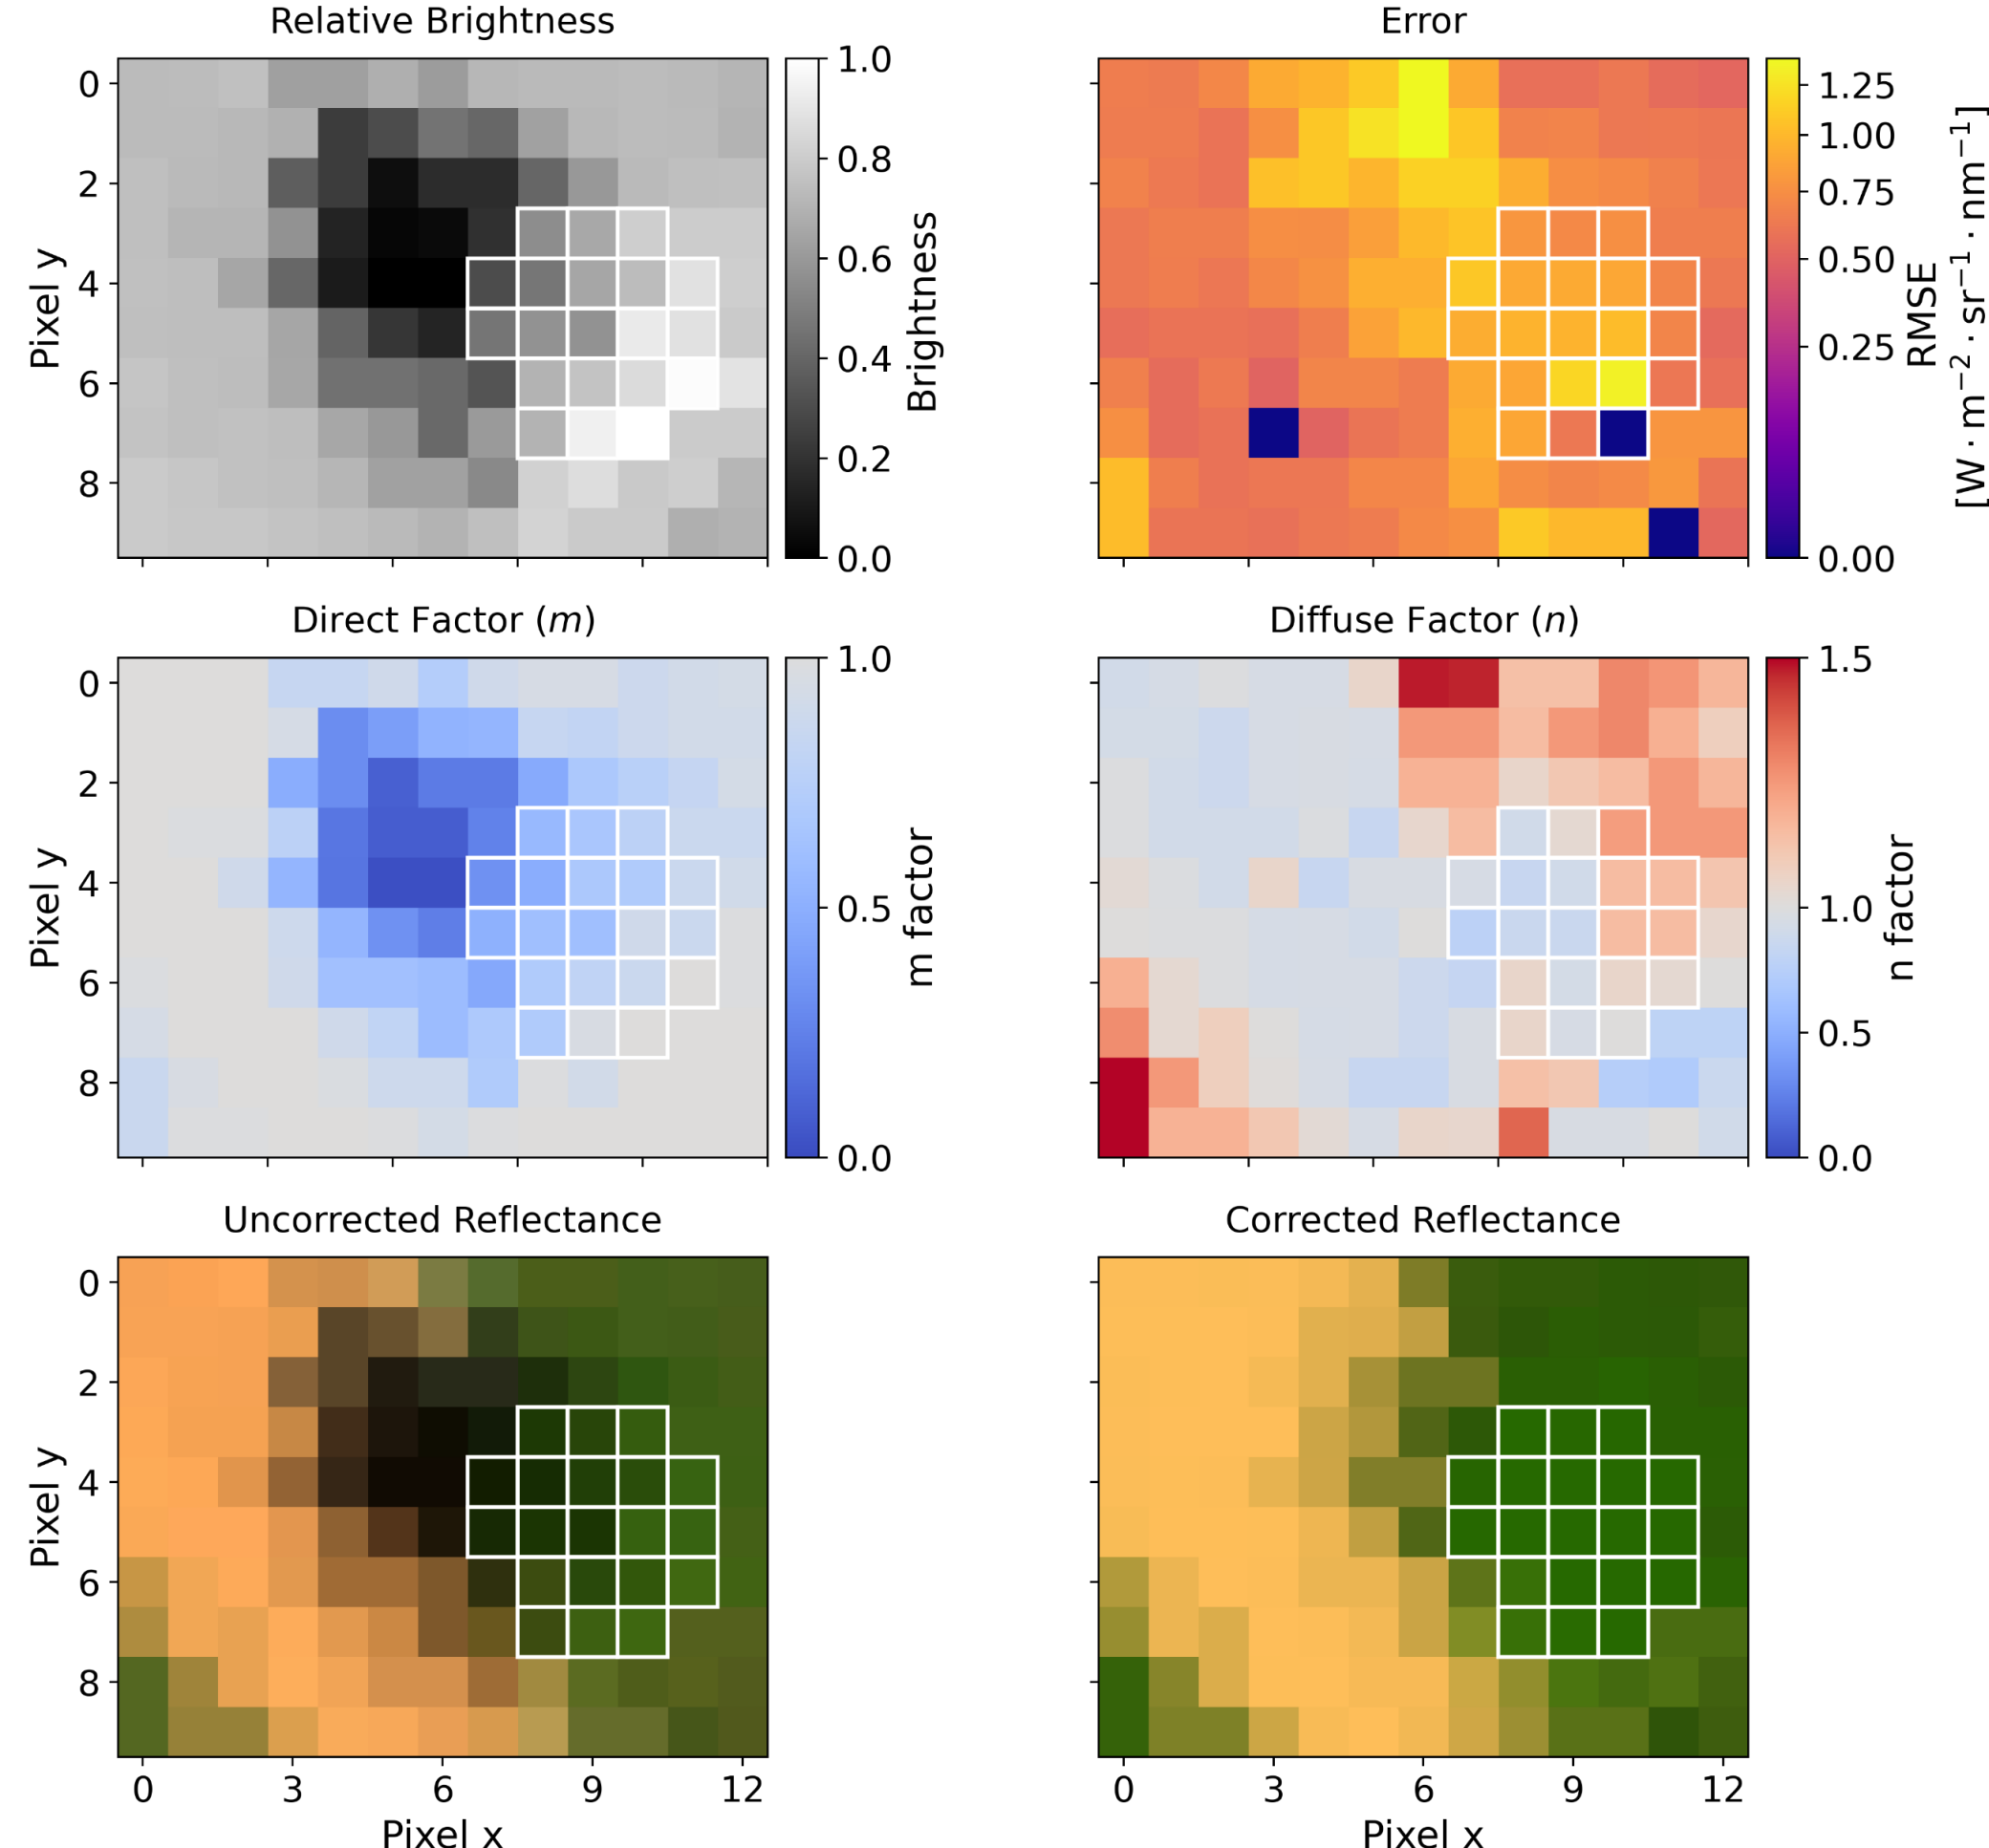 Relative Brightness
0
2
4
6
8
Pixel y
1.0
0.8
0.6
0.4
0.2
0.0
Brightness
Error
1.25
1.00
0.75
0.50
0.25
0.00
RMSE
[W · m⁻² · sr⁻¹ · nm⁻¹]
Direct Factor (m)
0
2
4
6
8
Pixel y
1.0
0.5
0.0
m factor
Diffuse Factor (n)
1.5
1.0
0.5
0.0
n factor
Uncorrected Reflectance
0
2
4
6
8
Pixel y
0 3 6 9 12
Pixel x
Corrected Reflectance
0 3 6 9 12
Pixel x